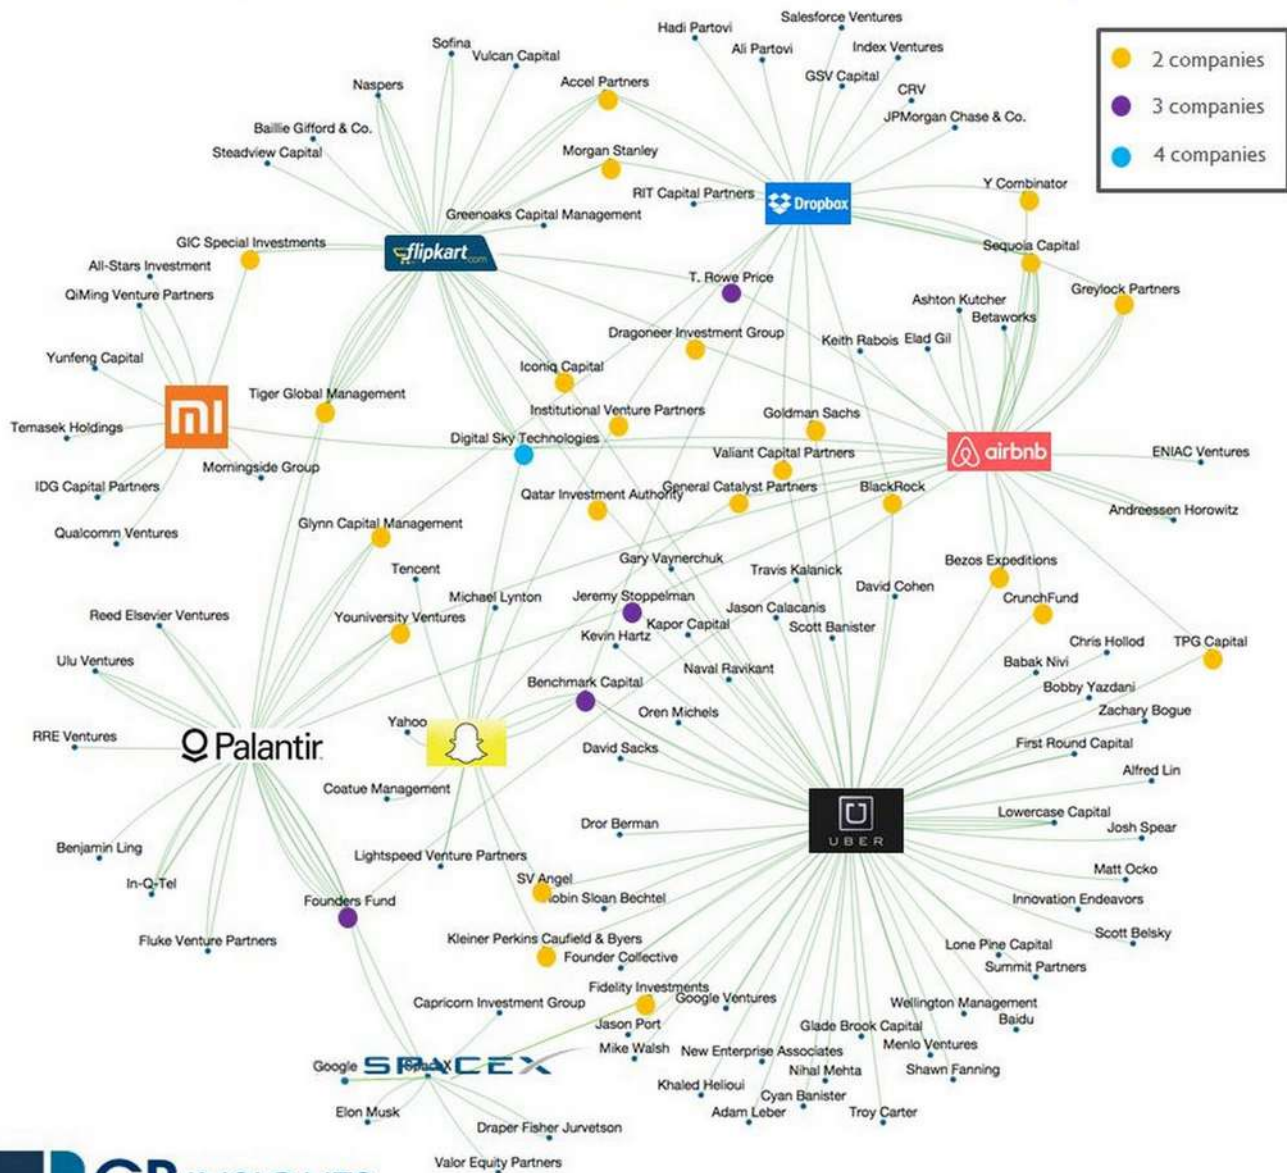 Salesforce Ventures
Hadi Partovi
Ali Partovi
Index Ventures
Sofina
Vulcan Capital
GSV Capital
2 companies
Naspers
Accel Partners
CRV
3 companies
JPMorgan Chase & Co.
Baillie Gifford & Co.
Steadview Capital
Morgan Stanley
4 companies
RIT Capital Partners
Dropbox
Y Combinator
Greenoaks Capital Management
GIC Special Investments
flipkart.com
Sequoia Capital
All-Stars Investment
T. Rowe Price
QiMing Venture Partners
Greylock Partners
Ashton Kutcher
Betaworks
Dragoneer Investment Group
Keith Rabois
Elad Gil
Yunfeng Capital
Iconiq Capital
Tiger Global Management
mi
Institutional Venture Partners
Goldman Sachs
Temasek Holdings
Digital Sky Technologies
airbnb
Valiant Capital Partners
ENIAC Ventures
Morningside Group
IDG Capital Partners
Qatar Investment Authority
General Catalyst Partners
BlackRock
Andreessen Horowitz
Glynn Capital Management
Qualcomm Ventures
Gary Vaynerchuk
Bezos Expeditions
Tencent
Travis Kalanick
David Cohen
Michael Lynton
Jeremy Stoppelman
CrunchFund
Reed Elsevier Ventures
Youniversity Ventures
Jason Calacanis
Kapor Capital
Scott Banister
Kevin Hartz
Chris Hollod
TPG Capital
Ulu Ventures
Babak Nivi
Naval Ravikant
Benchmark Capital
Bobby Yazdani
Oren Michels
Zachary Bogue
Yahoo
RRE Ventures
Palantir
David Sacks
First Round Capital
Alfred Lin
Coatue Management
UBER
Lowercase Capital
Dror Berman
Josh Spear
Benjamin Ling
Lightspeed Venture Partners
Matt Ocko
In-Q-Tel
SV Angel
Robin Sloan Bechtel
Innovation Endeavors
Founders Fund
Scott Belsky
Fluke Venture Partners
Kleiner Perkins Caufield & Byers
Founder Collective
Lone Pine Capital
Summit Partners
Fidelity Investments
Google Ventures
Capricorn Investment Group
Wellington Management
Baidu
Jason Port
Glade Brook Capital
Mike Walsh
New Enterprise Associates
Menlo Ventures
Google
SPACEX
SpaceX
Nihal Mehta
Shawn Fanning
Khaled Helioui
Cyan Banister
Elon Musk
Adam Leber
Troy Carter
Draper Fisher Jurvetson
Valor Equity Partners
CB INSIGHTS